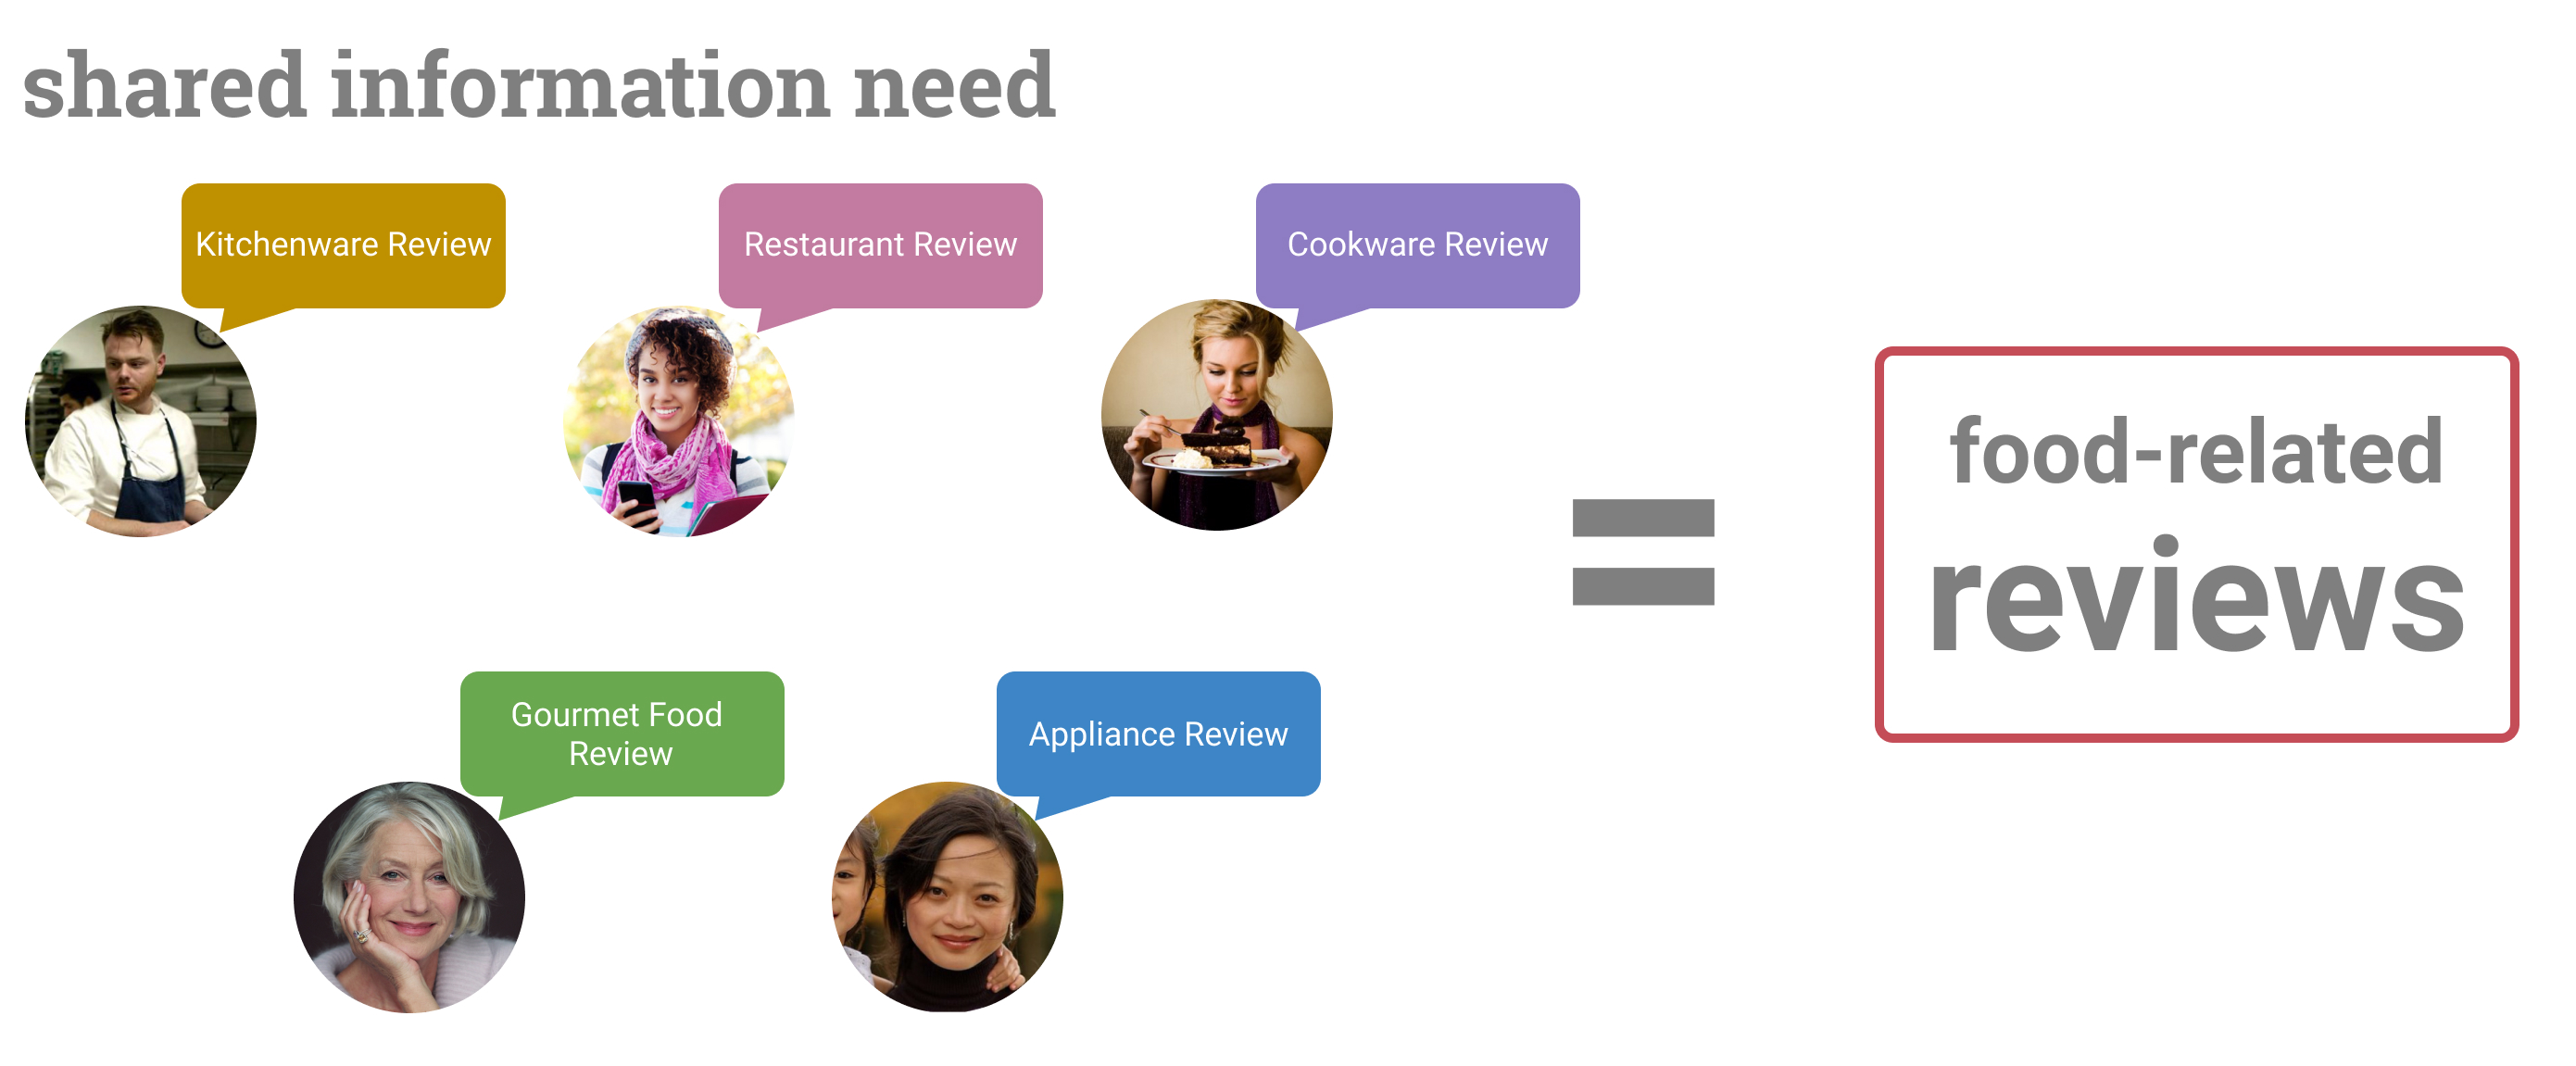 shared information need
Kitchenware Review
Restaurant Review
Cookware Review
food-related
reviews
Gourmet Food
Review
Appliance Review